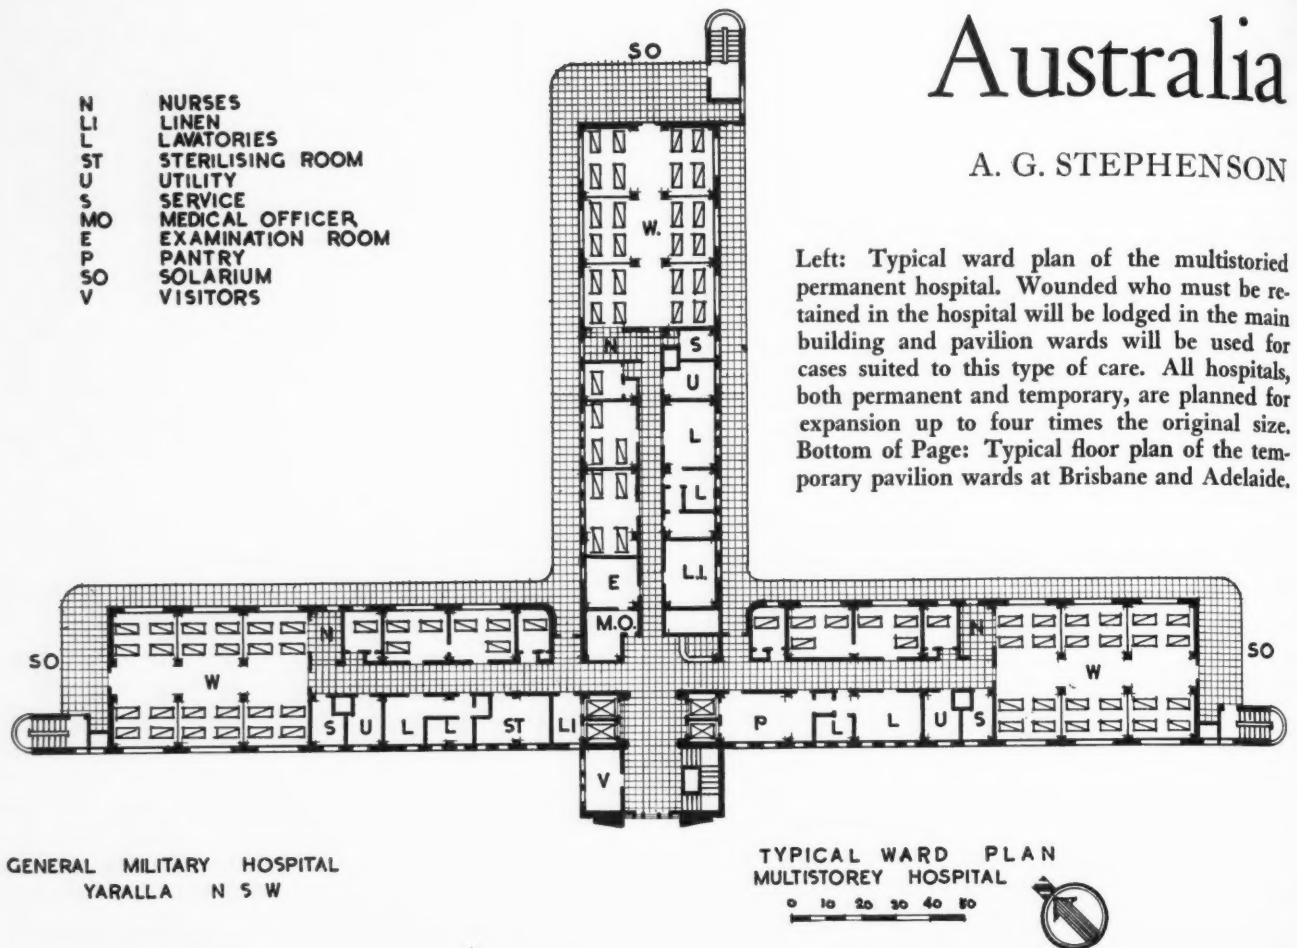 Australia
A. G. STEPHENSON
N NURSES
LI LINEN
L LAVATORIES
ST STERILISING ROOM
U UTILITY
S SERVICE
MO MEDICAL OFFICER
E EXAMINATION ROOM
P PANTRY
SO SOLARIUM
V VISITORS
Left: Typical ward plan of the multistoried
permanent hospital. Wounded who must be re-
tained in the hospital will be lodged in the main
building and pavilion wards will be used for
cases suited to this type of care. All hospitals,
both permanent and temporary, are planned for
expansion up to four times the original size.
Bottom of Page: Typical floor plan of the tem-
porary pavilion wards at Brisbane and Adelaide.
SO
W.
N
S
U
L
L
E
L.I.
M.O.
N
N
SO
W
W
SO
S U L L ST LI
P L L U S
V
GENERAL MILITARY HOSPITAL
YARALLA N S W
TYPICAL WARD PLAN
MULTISTOREY HOSPITAL
0 10 20 30 40 50